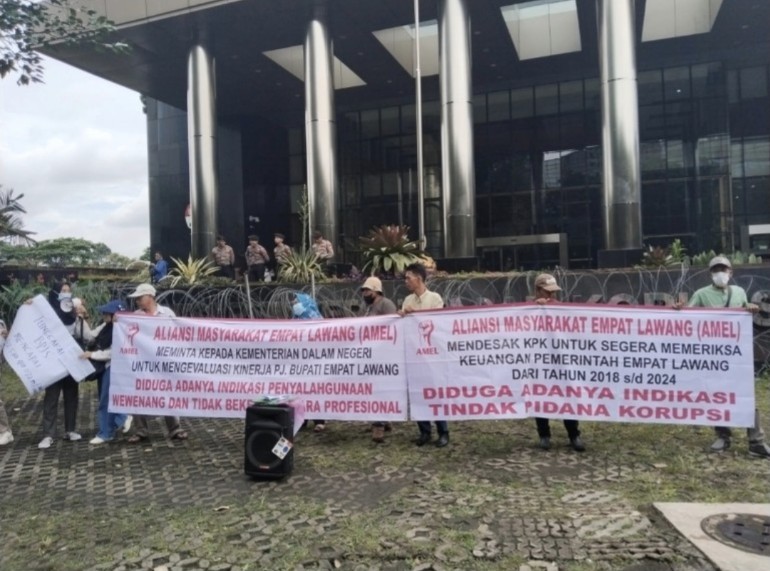 ALIANSI MASYARAKAT EMPAT LAWANG (AMEL)
MEMINTA KEPADA KEMENTERIAN DALAM NEGERI
UNTUK MENGEVALUASI KINERJA PJ. BUPATI EMPAT LAWANG
DIDUGA ADANYA INDIKASI PENYALAHGUNAAN
WEWENANG DAN TIDAK BEKE RA PROFESIONAL
AMEL
ALIANSI MASYARAKAT EMPAT LAWANG (AMEL)
MENDESAK KPK UNTUK SEGERA MEMERIKSA
KEUANGAN PEMERINTAH EMPAT LAWANG
DARI TAHUN 2018 s/d 2024
DIDUGA ADANYA INDIKASI
TINDAK PIDANA KORUPSI
AMEL